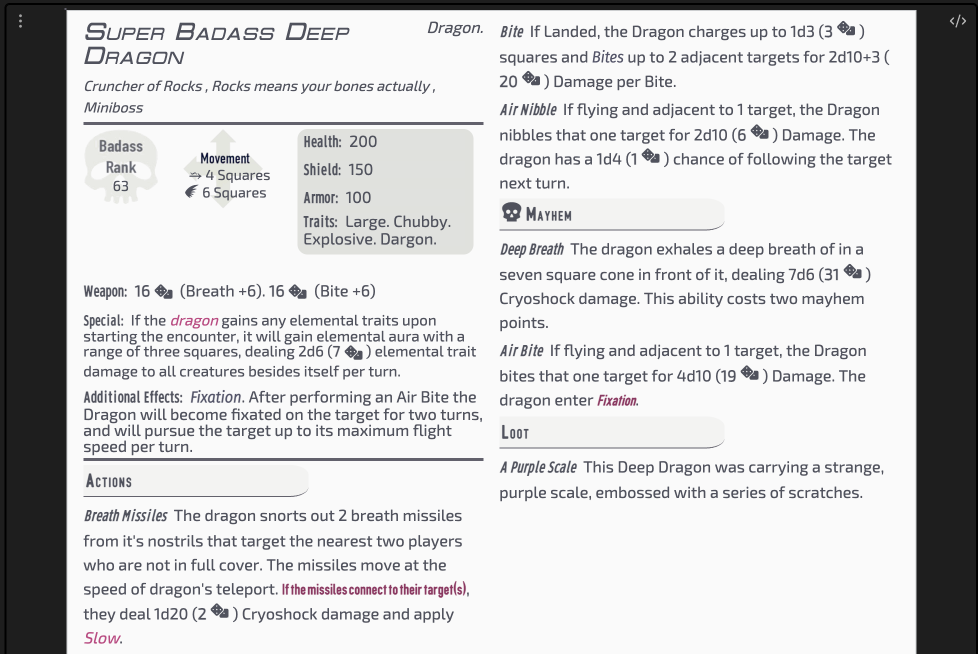 Super Badass Deep
Dragon
Dragon.
Cruncher of Rocks , Rocks means your bones actually ,
Miniboss
Badass
Rank
63
Movement
4 Squares
6 Squares
Health: 200
Shield: 150
Armor: 100
Traits: Large. Chubby.
Explosive. Dargon.
Weapon: 16 (Breath +6). 16 (Bite +6)
Special: If the dragon gains any elemental traits upon
starting the encounter, it will gain elemental aura with a
range of three squares, dealing 2d6 (7 ) elemental trait
damage to all creatures besides itself per turn.
Additional Effects: Fixation. After performing an Air Bite the
Dragon will become fixated on the target for two turns,
and will pursue the target up to its maximum flight
speed per turn.
Actions
Breath Missiles The dragon snorts out 2 breath missiles
from it's nostrils that target the nearest two players
who are not in full cover. The missiles move at the
speed of dragon's teleport. If the missiles connect to their target(s),
they deal 1d20 (2 ) Cryoshock damage and apply
Slow.
Bite If Landed, the Dragon charges up to 1d3 (3 )
squares and Bites up to 2 adjacent targets for 2d10+3 (
20 ) Damage per Bite.
Air Nibble If flying and adjacent to 1 target, the Dragon
nibbles that one target for 2d10 (6 ) Damage. The
dragon has a 1d4 (1 ) chance of following the target
next turn.
Mayhem
Deep Breath The dragon exhales a deep breath of in a
seven square cone in front of it, dealing 7d6 (31 )
Cryoshock damage. This ability costs two mayhem
points.
Air Bite If flying and adjacent to 1 target, the Dragon
bites that one target for 4d10 (19 ) Damage. The
dragon enter Fixation.
Loot
A Purple Scale This Deep Dragon was carrying a strange,
purple scale, embossed with a series of scratches.